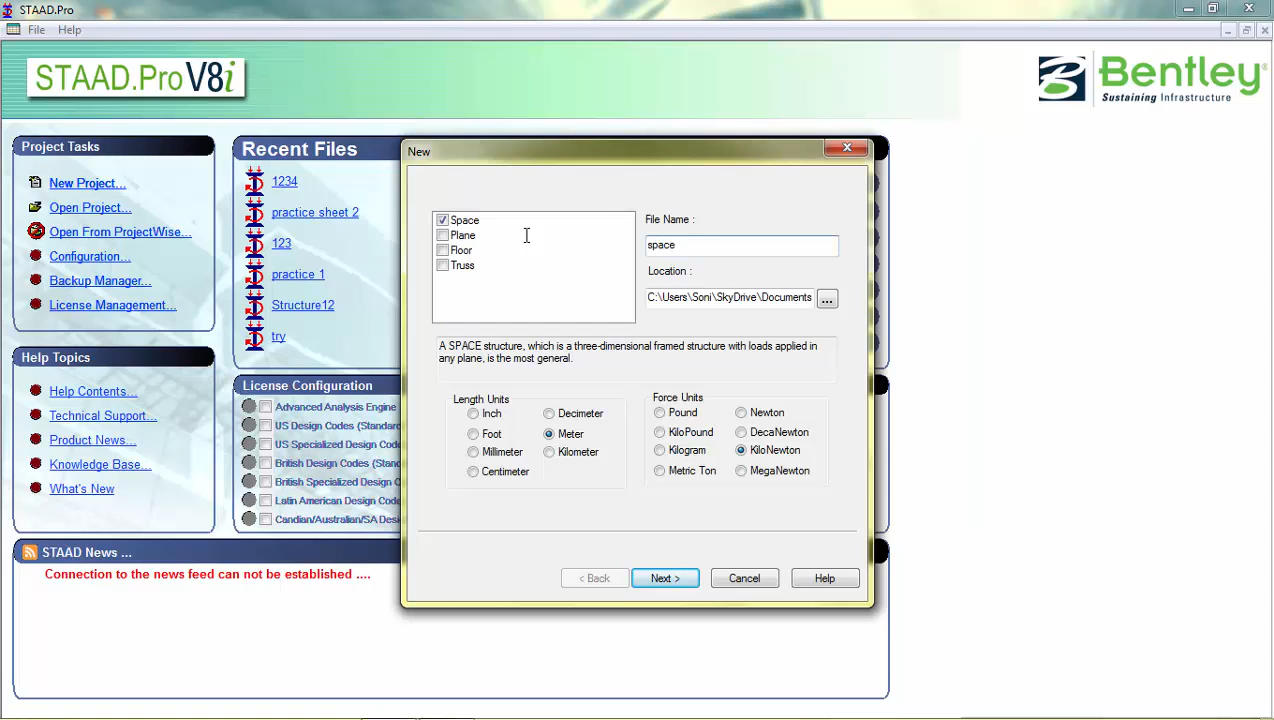 STAAD.Pro
File Help
STAAD.Pro V8i
Bentley®
Sustaining Infrastructure
Project Tasks
New Project...
Open Project...
Open From ProjectWise...
Configuration...
Backup Manager...
License Management...
Recent Files
1234
practice sheet 2
123
practice 1
Structure12
try
Help Topics
Help Contents...
Technical Support...
Product News...
Knowledge Base...
What's New
License Configuration
Advanced Analysis Engine
US Design Codes (Standard
US Specialized Design Co
British Design Codes (Stan
British Specialized Design C
Latin American Design Code
Candian/Australian/SA Desi
STAAD News ...
Connection to the news feed can not be established ....
New
Space
Plane
Floor
Truss
File Name :
space
Location :
C:\Users\Soni\SkyDrive\Documents
...
A SPACE structure, which is a three-dimensional framed structure with loads applied in
any plane, is the most general.
Length Units
Inch
Foot
Millimeter
Centimeter
Decimeter
Meter
Kilometer
Force Units
Pound
KiloPound
Kilogram
Metric Ton
Newton
DecaNewton
KiloNewton
MegaNewton
< Back
Next >
Cancel
Help